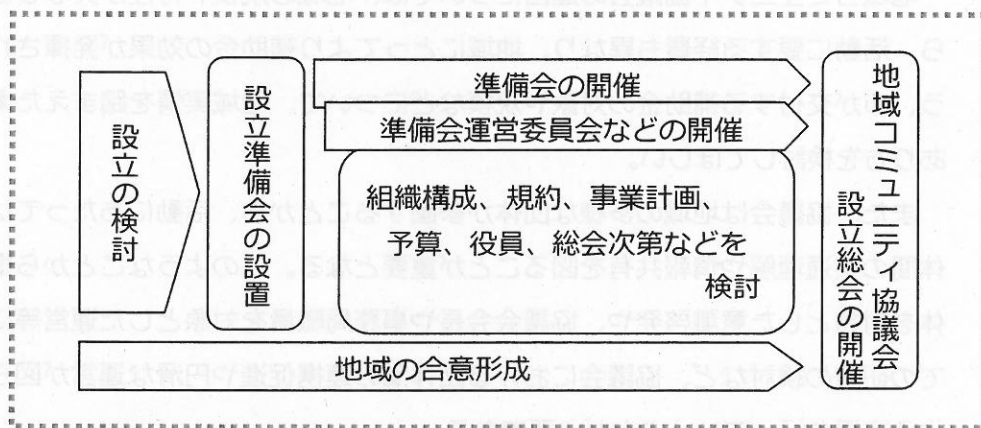 設立の検討
設立準備会の設置
準備会の開催
準備会運営委員会などの開催
組織構成、規約、事業計画、
予算、役員、総会次第などを
検討
地域の合意形成
地域コミュニティ協議会
設立総会の開催